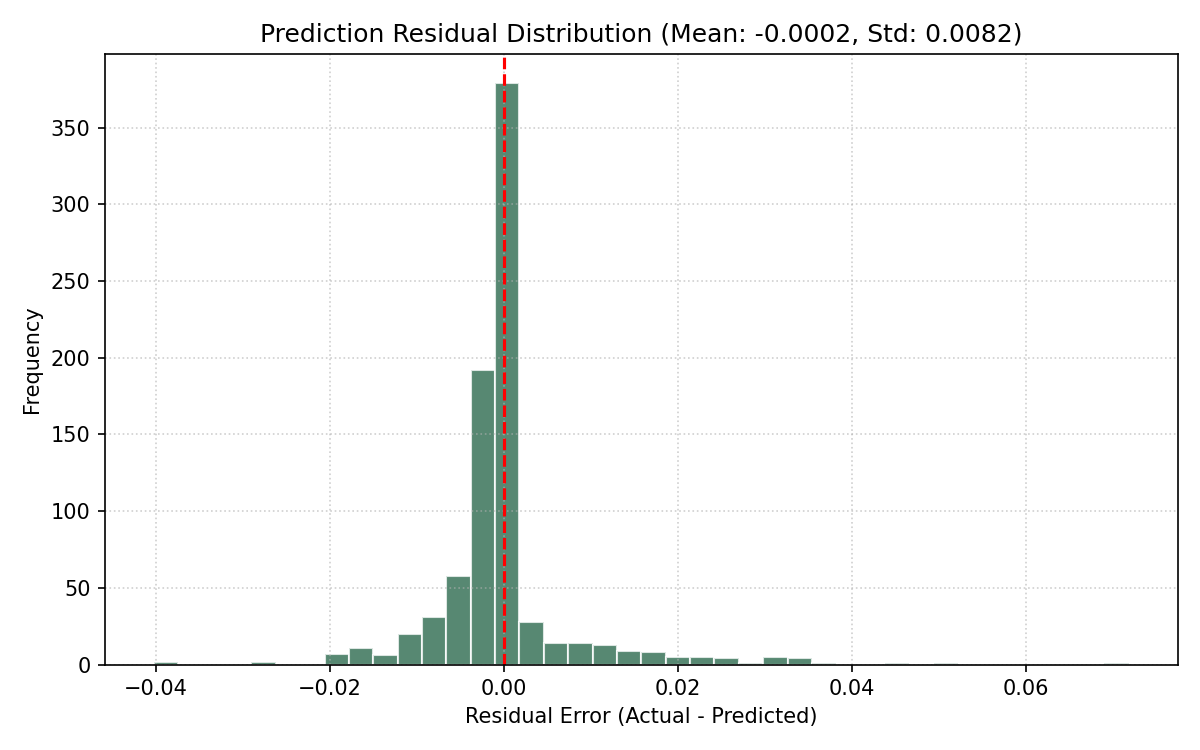 Prediction Residual Distribution (Mean: -0.0002, Std: 0.0082)
Frequency
350
300
250
200
150
100
50
0
−0.04 −0.02 0.00 0.02 0.04 0.06
Residual Error (Actual - Predicted)